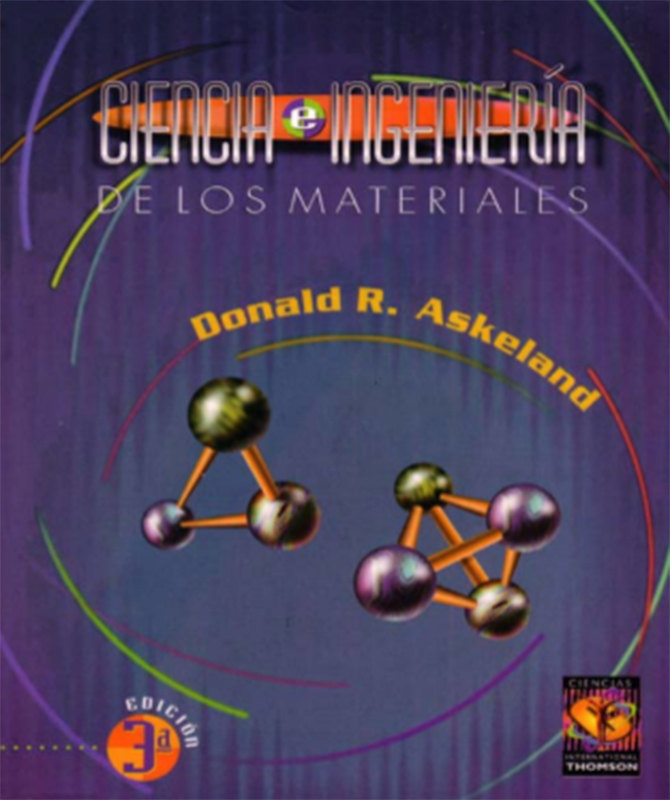 CIENCIA e INGENIERÍA
DE LOS MATERIALES
Donald R. Askeland
EDICIÓN
3ª
CIENCIAS
INTERNATIONAL
THOMSON